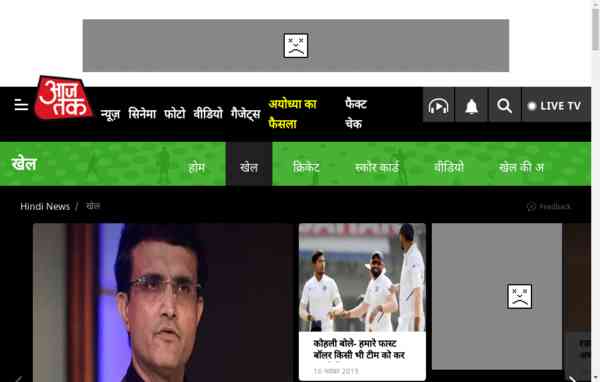 आज तक
न्यूज़ सिनेमा फोटो वीडियो गैजेट्स अयोध्या का फैसला फैक्ट चेक
LIVE TV
खेल होम खेल क्रिकेट स्कोर कार्ड वीडियो खेल की अ
Hindi News / खेल
Feedback
कोहली बोले- हमारे फास्ट
बॉलर किसी भी टीम को कर
16 नवंबर 2019